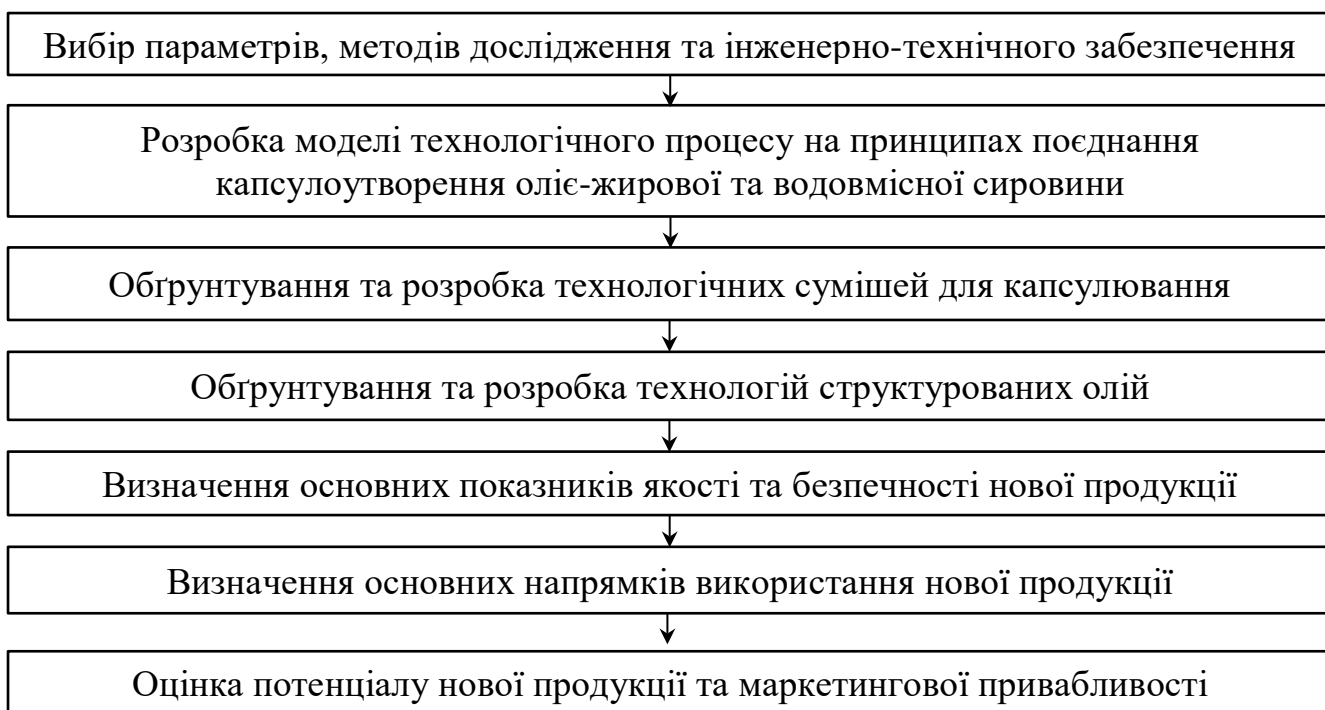 Вибір параметрів, методів дослідження та інженерно-технічного забезпечення
Розробка моделі технологічного процесу на принципах поєднання
капсулоутворення оліє-жирової та водовмісної сировини
Обґрунтування та розробка технологічних сумішей для капсулювання
Обґрунтування та розробка технологій структурованих олій
Визначення основних показників якості та безпечності нової продукції
Визначення основних напрямків використання нової продукції
Оцінка потенціалу нової продукції та маркетингової привабливості